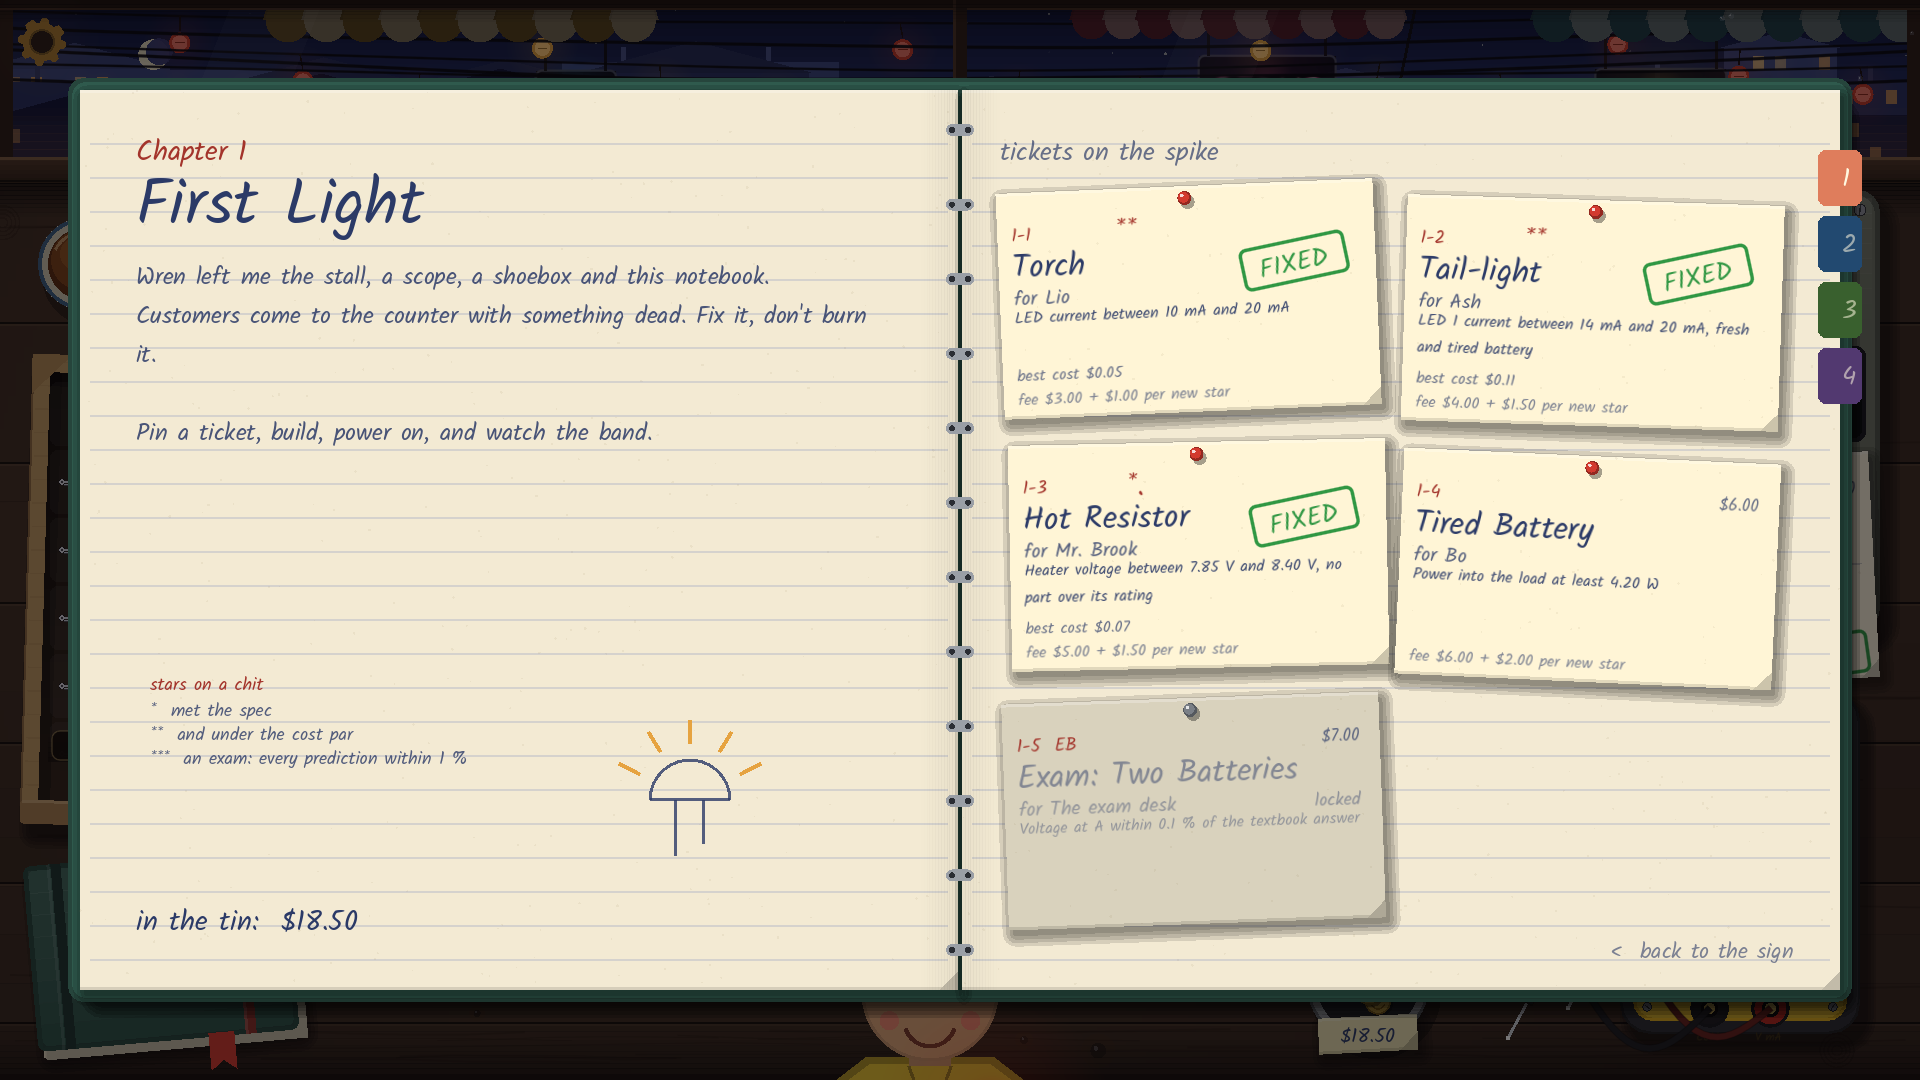 Chapter 1
First Light
Wren left me the stall, a scope, a shoebox and this notebook.
Customers come to the counter with something dead. Fix it, don't burn
it.
Pin a ticket, build, power on, and watch the band.
stars on a chit
* met the spec
** and under the cost par
*** an exam: every prediction within 1 %
in the tin: $18.50
tickets on the spike
1-1 **
Torch
FIXED
for Lio
LED current between 10 mA and 20 mA
best cost $0.05
fee $3.00 + $1.00 per new star
1-2 **
Tail-light
FIXED
for Ash
LED 1 current between 14 mA and 20 mA, fresh
and tired battery
best cost $0.11
fee $4.00 + $1.50 per new star
1-3 *.
Hot Resistor
FIXED
for Mr. Brook
Heater voltage between 7.85 V and 8.40 V, no
part over its rating
best cost $0.07
fee $5.00 + $1.50 per new star
1-4
$6.00
Tired Battery
for Bo
Power into the load at least 4.20 W
fee $6.00 + $2.00 per new star
1-5 EB
$7.00
Exam: Two Batteries
for The exam desk
locked
Voltage at A within 0.1 % of the textbook answer
< back to the sign
1
2
3
4
$18.50